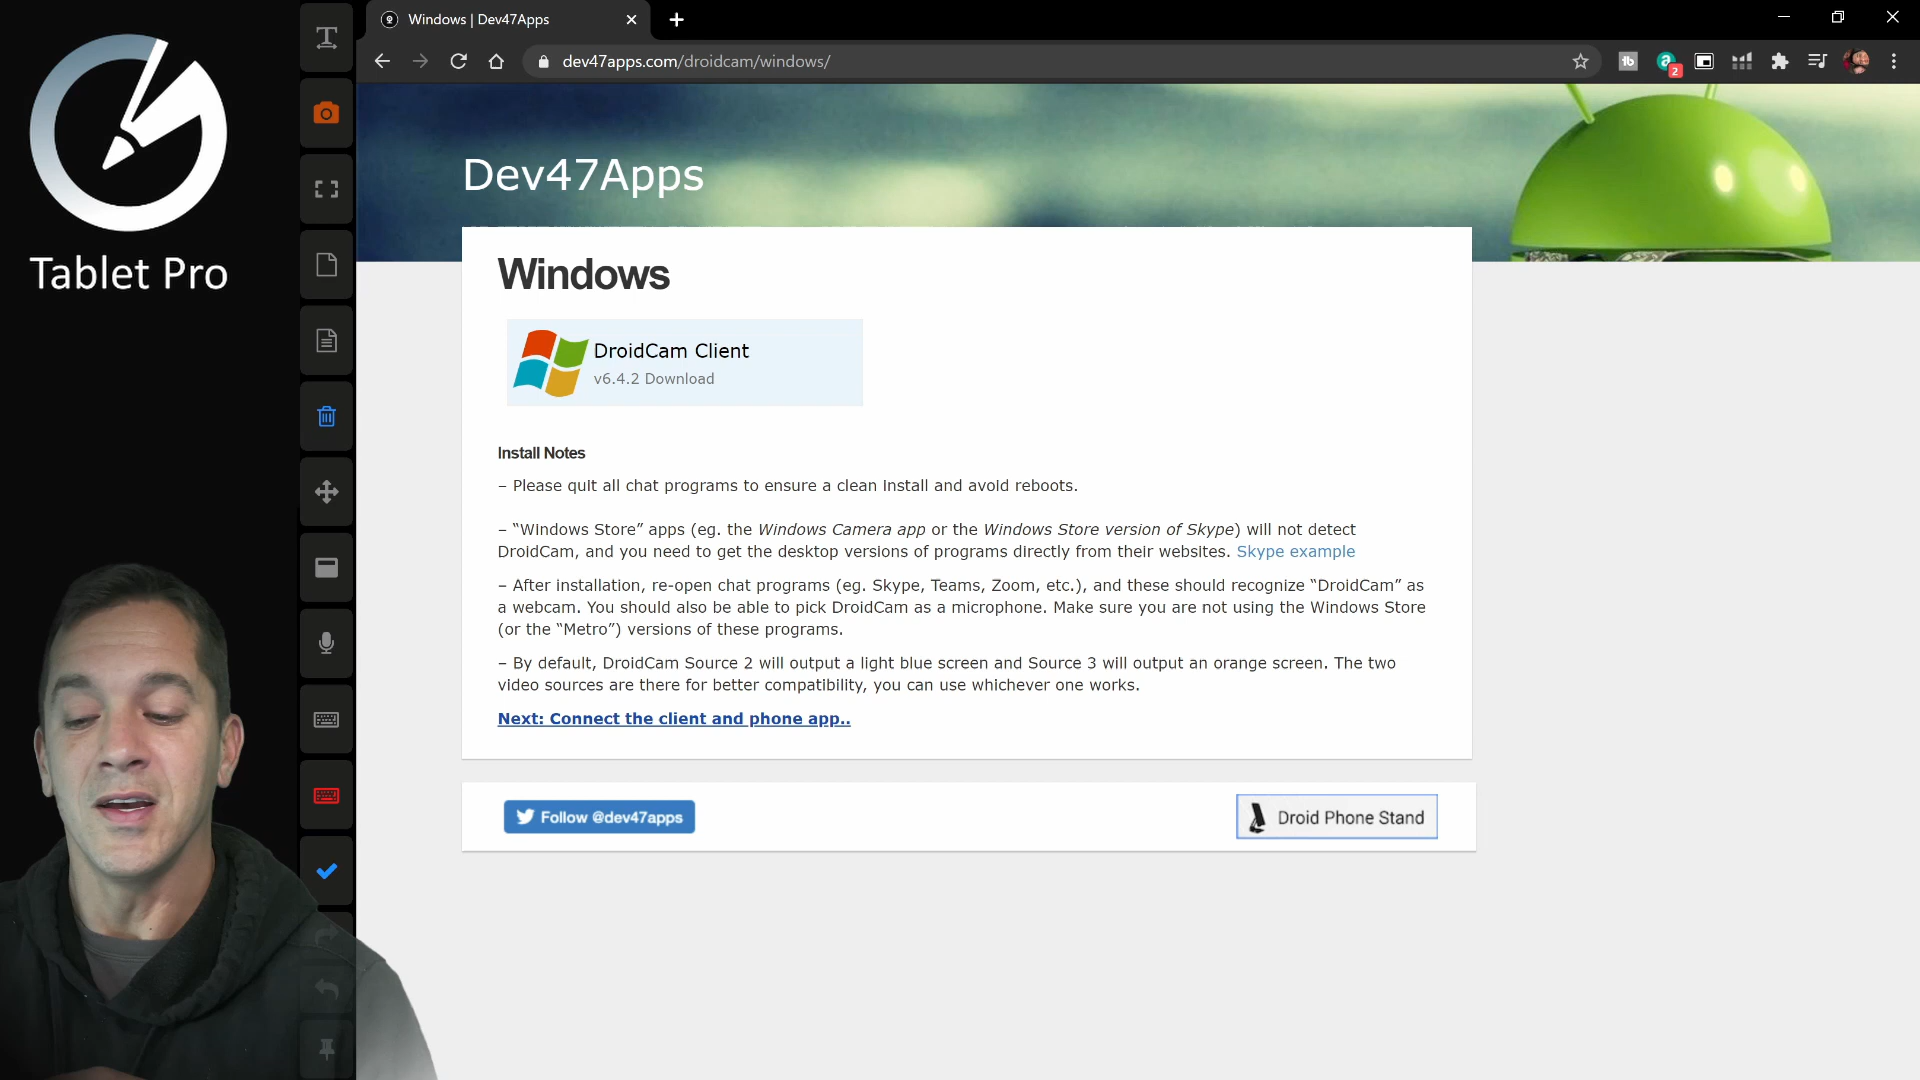 Windows | Dev47Apps
dev47apps.com/droidcam/windows/
2
Tablet Pro
Dev47Apps
Windows
DroidCam Client
v6.4.2 Download
Install Notes
– Please quit all chat programs to ensure a clean Install and avoid reboots.
– “Windows Store” apps (eg. the Windows Camera app or the Windows Store version of Skype) will not detect
DroidCam, and you need to get the desktop versions of programs directly from their websites. Skype example
– After installation, re-open chat programs (eg. Skype, Teams, Zoom, etc.), and these should recognize “DroidCam” as
a webcam. You should also be able to pick DroidCam as a microphone. Make sure you are not using the Windows Store
(or the “Metro”) versions of these programs.
– By default, DroidCam Source 2 will output a light blue screen and Source 3 will output an orange screen. The two
video sources are there for better compatibility, you can use whichever one works.
Next: Connect the client and phone app..
Follow @dev47apps
Droid Phone Stand